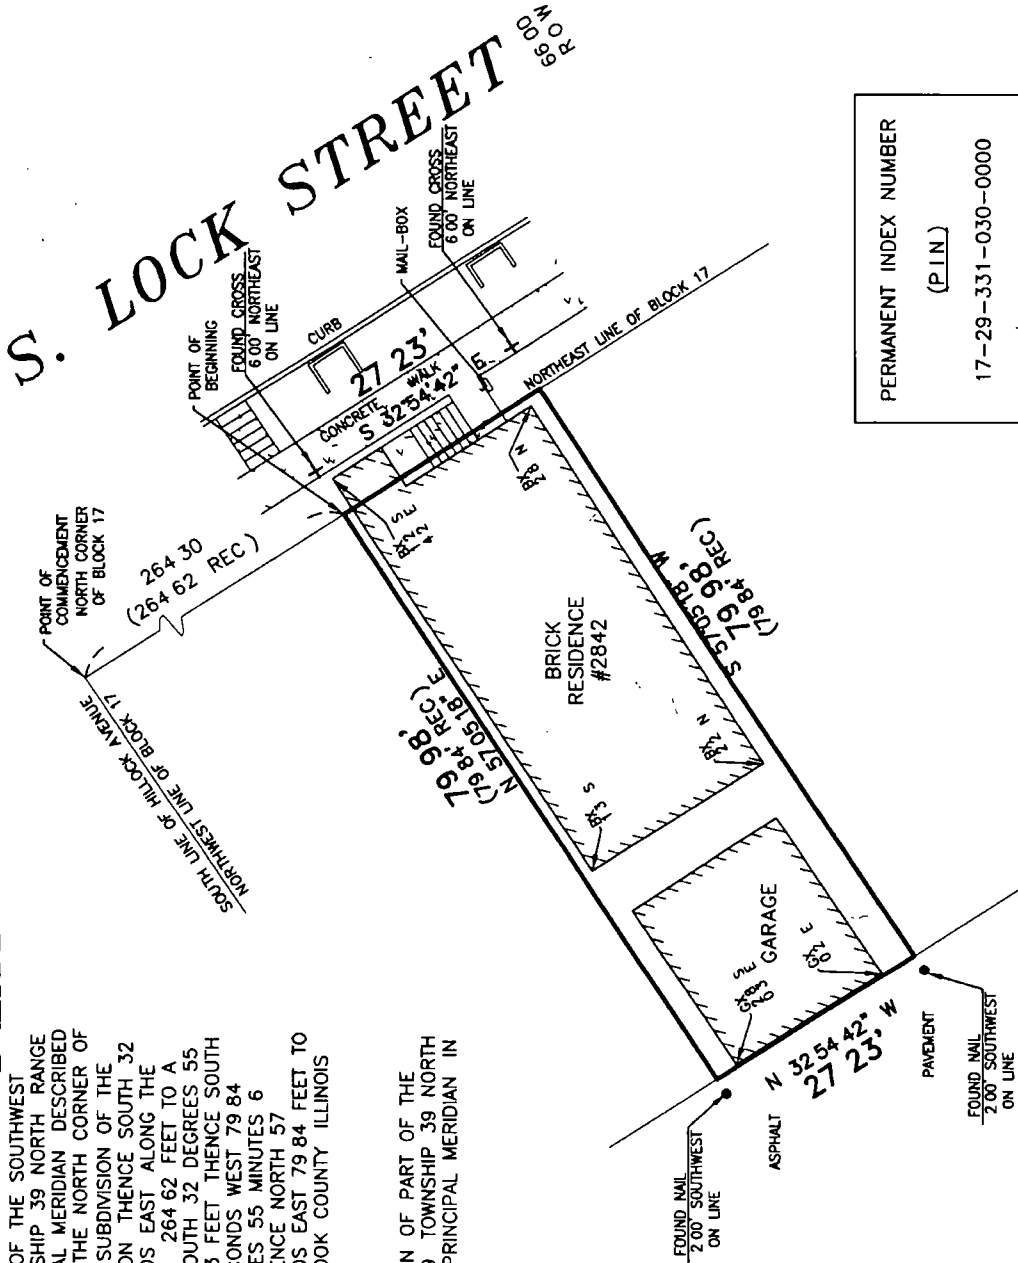 S. LOCK STREET
66 00
R O W
POINT OF
COMMENCEMENT
NORTH CORNER
OF BLOCK 17
264 30
(264 62 REC)
SOUTH LINE OF HILLOCK AVENUE
NORTHWEST LINE OF BLOCK 17
POINT OF
BEGINNING
FOUND CROSS
6 00' NORTHEAST
ON LINE
CURB
27 23'
CONCRETE WALK
S 32 54' 42" E
MAIL-BOX
FOUND CROSS
6 00' NORTHEAST
ON LINE
NORTHEAST LINE OF BLOCK 17
PERMANENT INDEX NUMBER
(P I N )
17-29-331-030-0000
BRICK
RESIDENCE
#2842
79 98'
(79 84' REC)
N 57 05 18" E
S 57 05 18" W
79 98'
(79 84' REC)
GARAGE
N 32 54 42" W
27 23'
ASPHALT
PAVEMENT
FOUND NAIL
2 00' SOUTHWEST
ON LINE
FOUND NAIL
2 00' SOUTHWEST
ON LINE
OF THE SOUTHWEST
SHIP 39 NORTH RANGE
AL MERIDIAN DESCRIBED
THE NORTH CORNER OF
SUBDIVISION OF THE
ON THENCE SOUTH 32
DS EAST ALONG THE
264 62 FEET TO A
OUTH 32 DEGREES 55
3 FEET THENCE SOUTH
CONDS WEST 79 84
ES 55 MINUTES 6
ENCE NORTH 57
DS EAST 79 84 FEET TO
OOK COUNTY ILLINOIS
N OF PART OF THE
9 TOWNSHIP 39 NORTH
PRINCIPAL MERIDIAN IN